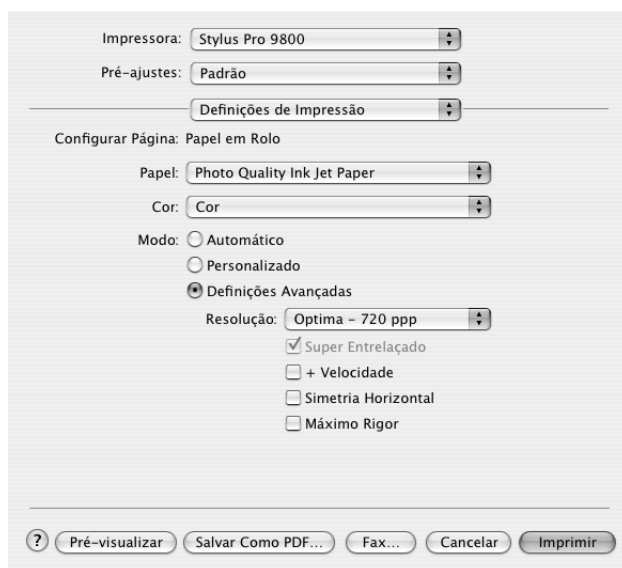 Impressora: Stylus Pro 9800
Pré-ajustes: Padrão
Definições de Impressão
Configurar Página: Papel em Rolo
Papel: Photo Quality Ink Jet Paper
Cor: Cor
Modo: Automático
Personalizado
Definições Avançadas
Resolução: Optima – 720 ppp
Super Entrelaçado
+ Velocidade
Simetria Horizontal
Máximo Rigor
? Pré-visualizar Salvar Como PDF... Fax... Cancelar Imprimir